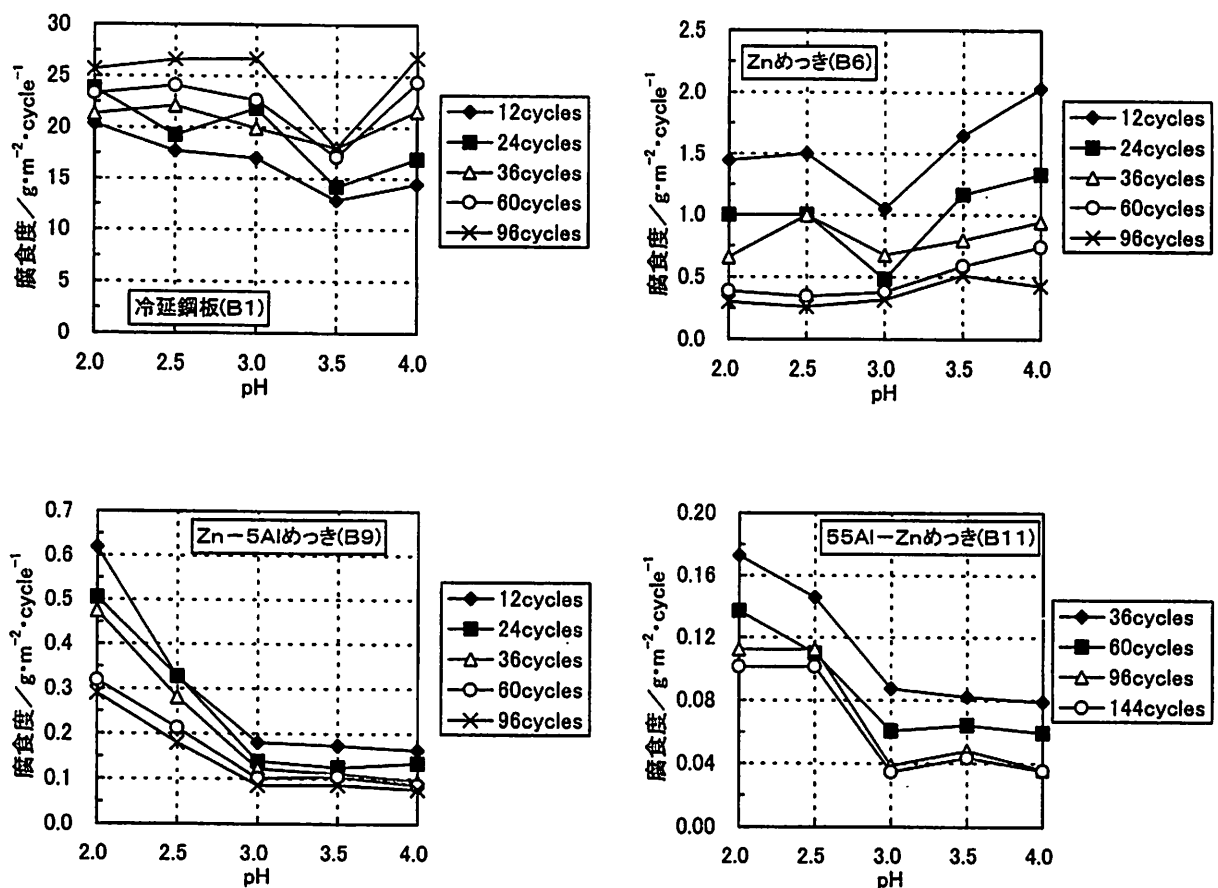 30
25
20
15
10
5
0
腐食度/g・m⁻²・cycle⁻¹
冷延鋼板(B1)
2.0 2.5 3.0 3.5 4.0
pH
12cycles
24cycles
36cycles
60cycles
96cycles
2.5
2.0
1.5
1.0
0.5
0.0
腐食度/g・m⁻²・cycle⁻¹
Znめっき(B6)
2.0 2.5 3.0 3.5 4.0
pH
12cycles
24cycles
36cycles
60cycles
96cycles
0.7
0.6
0.5
0.4
0.3
0.2
0.1
0.0
腐食度/g・m⁻²・cycle⁻¹
Zn-5Alめっき(B9)
2.0 2.5 3.0 3.5 4.0
pH
12cycles
24cycles
36cycles
60cycles
96cycles
0.20
0.16
0.12
0.08
0.04
0.00
腐食度/g・m⁻²・cycle⁻¹
55Al-Znめっき(B11)
2.0 2.5 3.0 3.5 4.0
pH
36cycles
60cycles
96cycles
144cycles